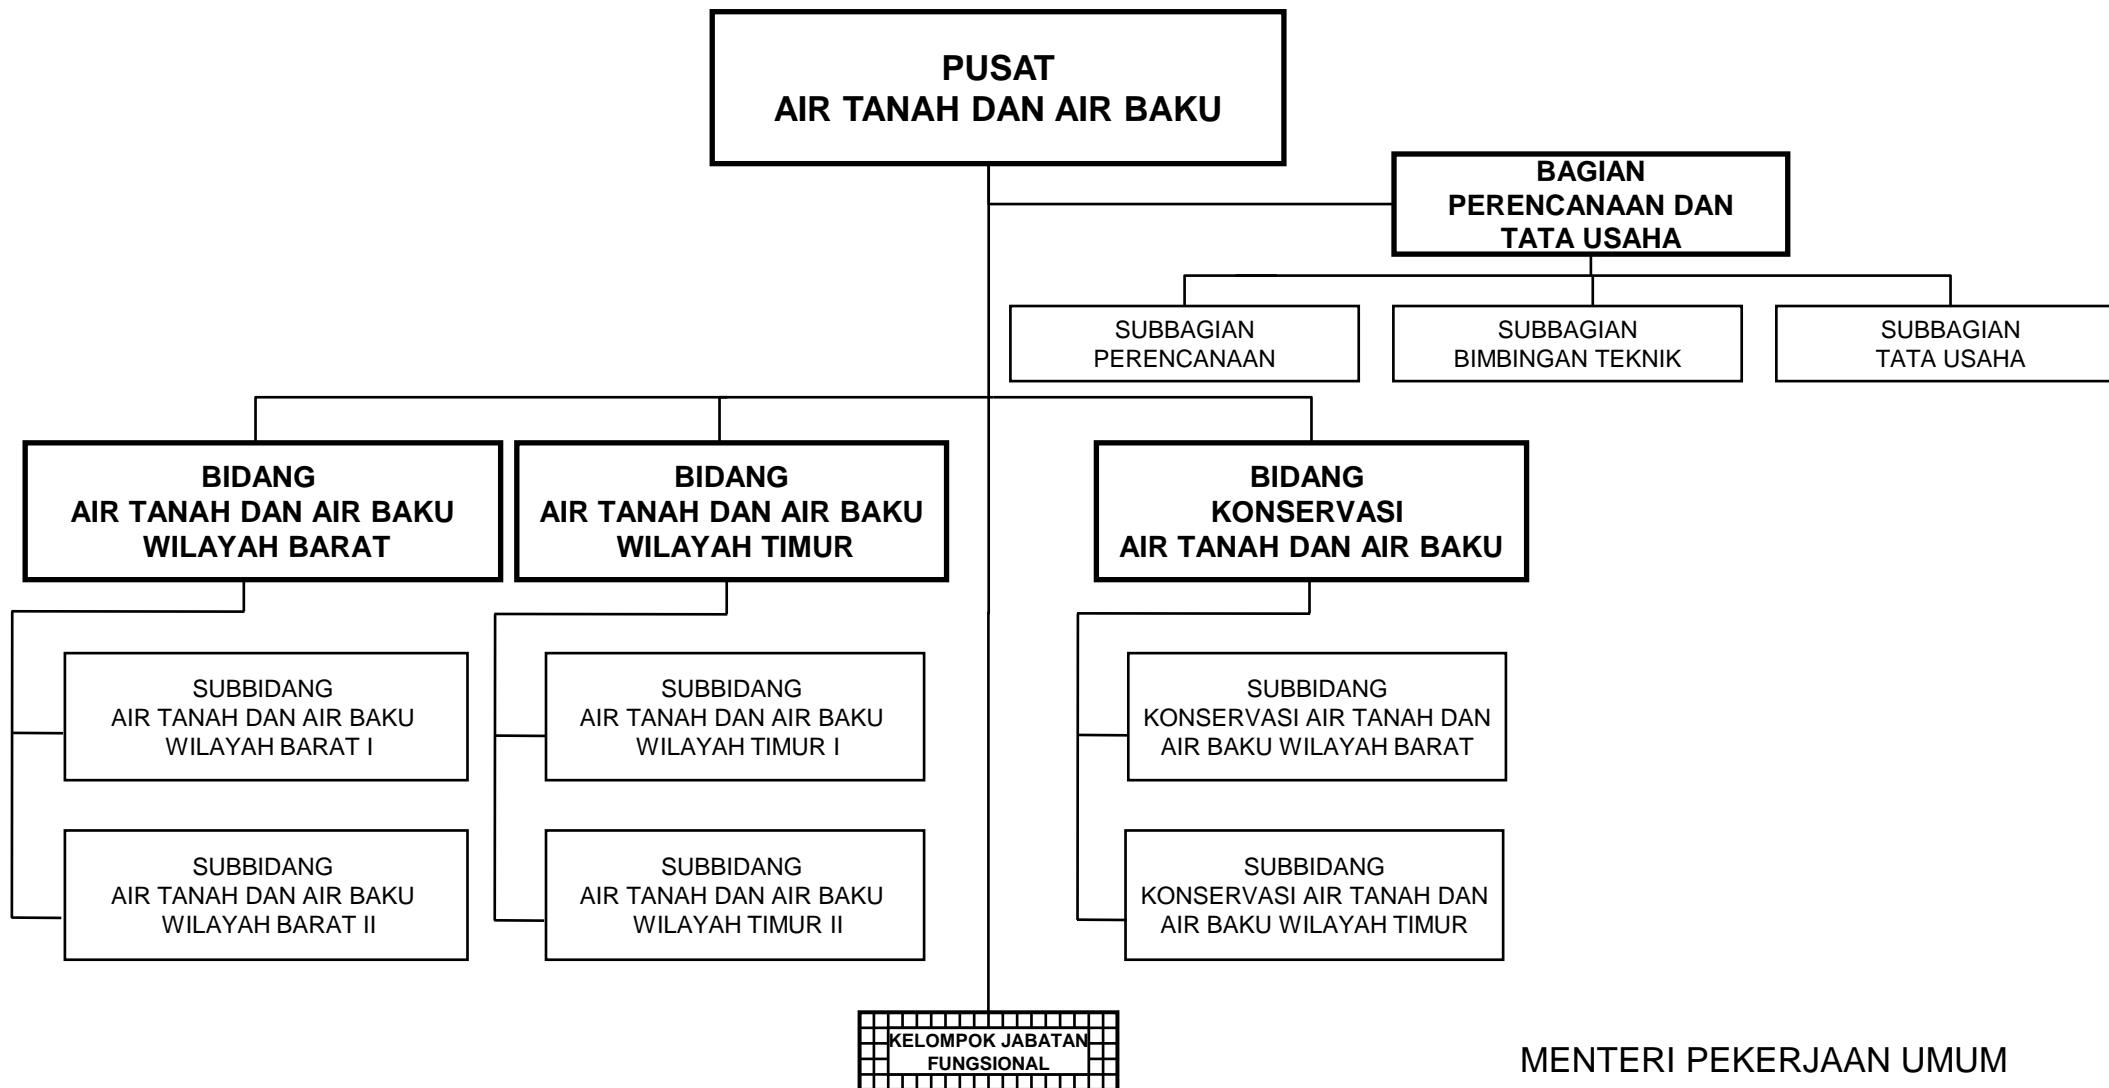 PUSAT
AIR TANAH DAN AIR BAKU
BAGIAN
PERENCANAAN DAN
TATA USAHA
SUBBAGIAN
PERENCANAAN
SUBBAGIAN
BIMBINGAN TEKNIK
SUBBAGIAN
TATA USAHA
BIDANG
AIR TANAH DAN AIR BAKU
WILAYAH BARAT
BIDANG
AIR TANAH DAN AIR BAKU
WILAYAH TIMUR
BIDANG
KONSERVASI
AIR TANAH DAN AIR BAKU
SUBBIDANG
AIR TANAH DAN AIR BAKU
WILAYAH BARAT I
SUBBIDANG
AIR TANAH DAN AIR BAKU
WILAYAH TIMUR I
SUBBIDANG
KONSERVASI AIR TANAH DAN
AIR BAKU WILAYAH BARAT
SUBBIDANG
AIR TANAH DAN AIR BAKU
WILAYAH BARAT II
SUBBIDANG
AIR TANAH DAN AIR BAKU
WILAYAH TIMUR II
SUBBIDANG
KONSERVASI AIR TANAH DAN
AIR BAKU WILAYAH TIMUR
KELOMPOK JABATAN
FUNGSIONAL
MENTERI PEKERJAAN UMUM